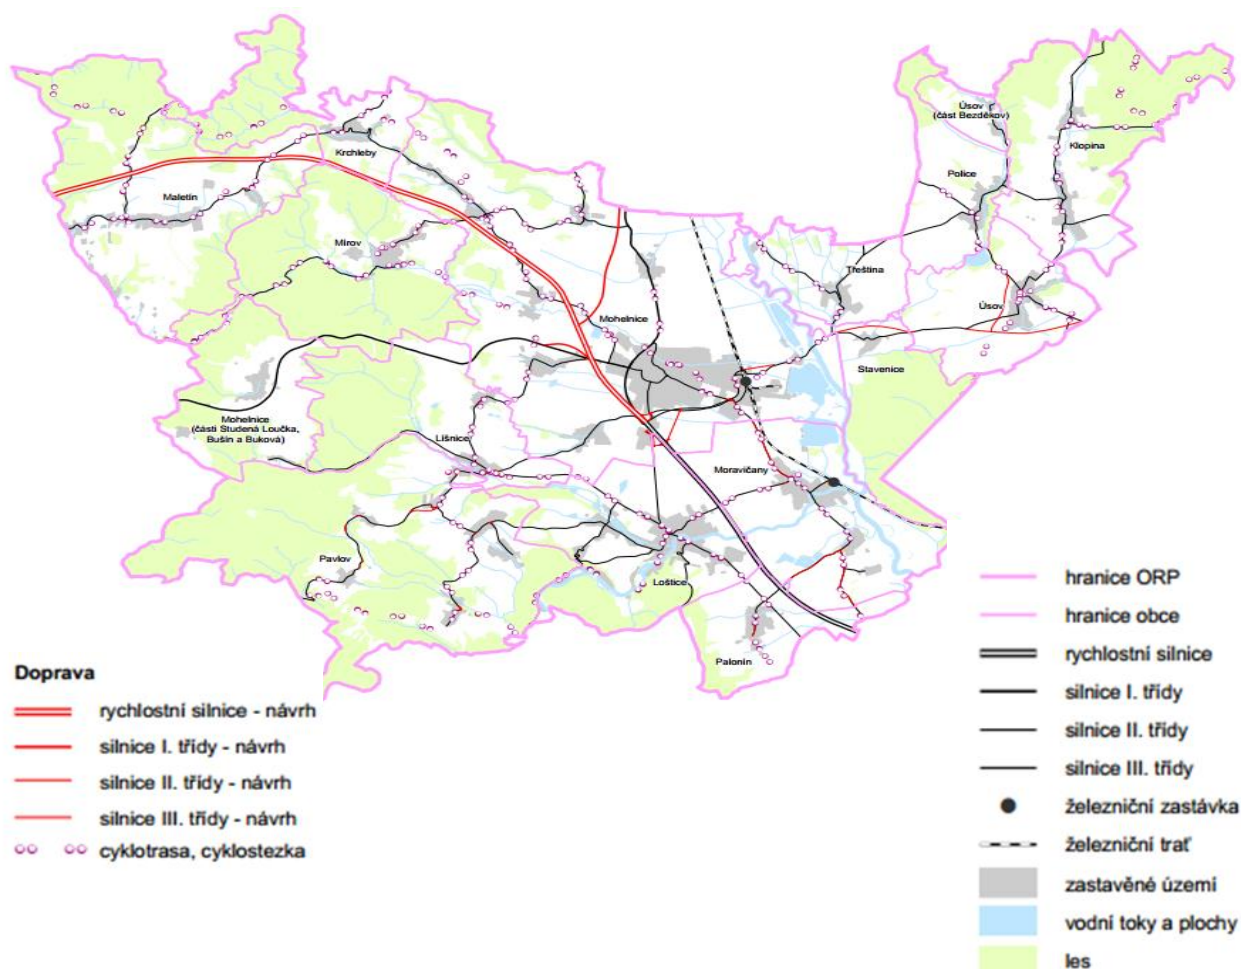 Úsov
(část Bezděkov)
Klopina
Krchleby
Police
Maletín
Mírov
Třeština
Úsov
Mohelnice
Stavenice
Mohelnice
(části Studená Loučka,
Bušín a Buková)
Líšnice
Moravičany
Pavlov
Loštice
Palonín
Doprava
rychlostní silnice - návrh
silnice I. třídy - návrh
silnice II. třídy - návrh
silnice III. třídy - návrh
cyklotrasa, cyklostezka
hranice ORP
hranice obce
rychlostní silnice
silnice I. třídy
silnice II. třídy
silnice III. třídy
železniční zastávka
železniční trať
zastavěné území
vodní toky a plochy
les